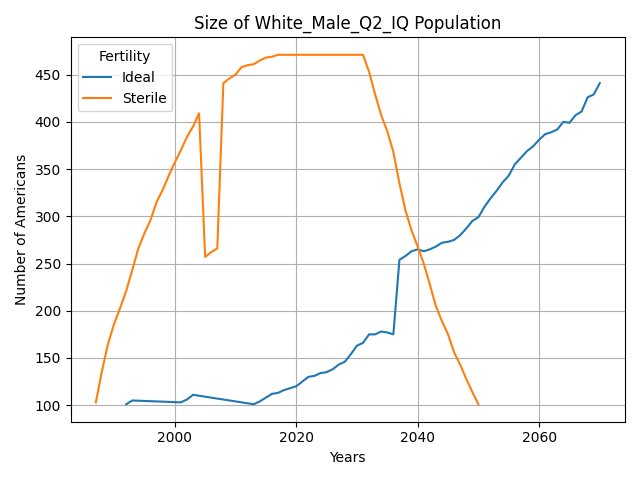 Size of White_Male_Q2_IQ Population
Fertility
Ideal
Sterile
Number of Americans
450
400
350
300
250
200
150
100
2000
2020
2040
2060
Years